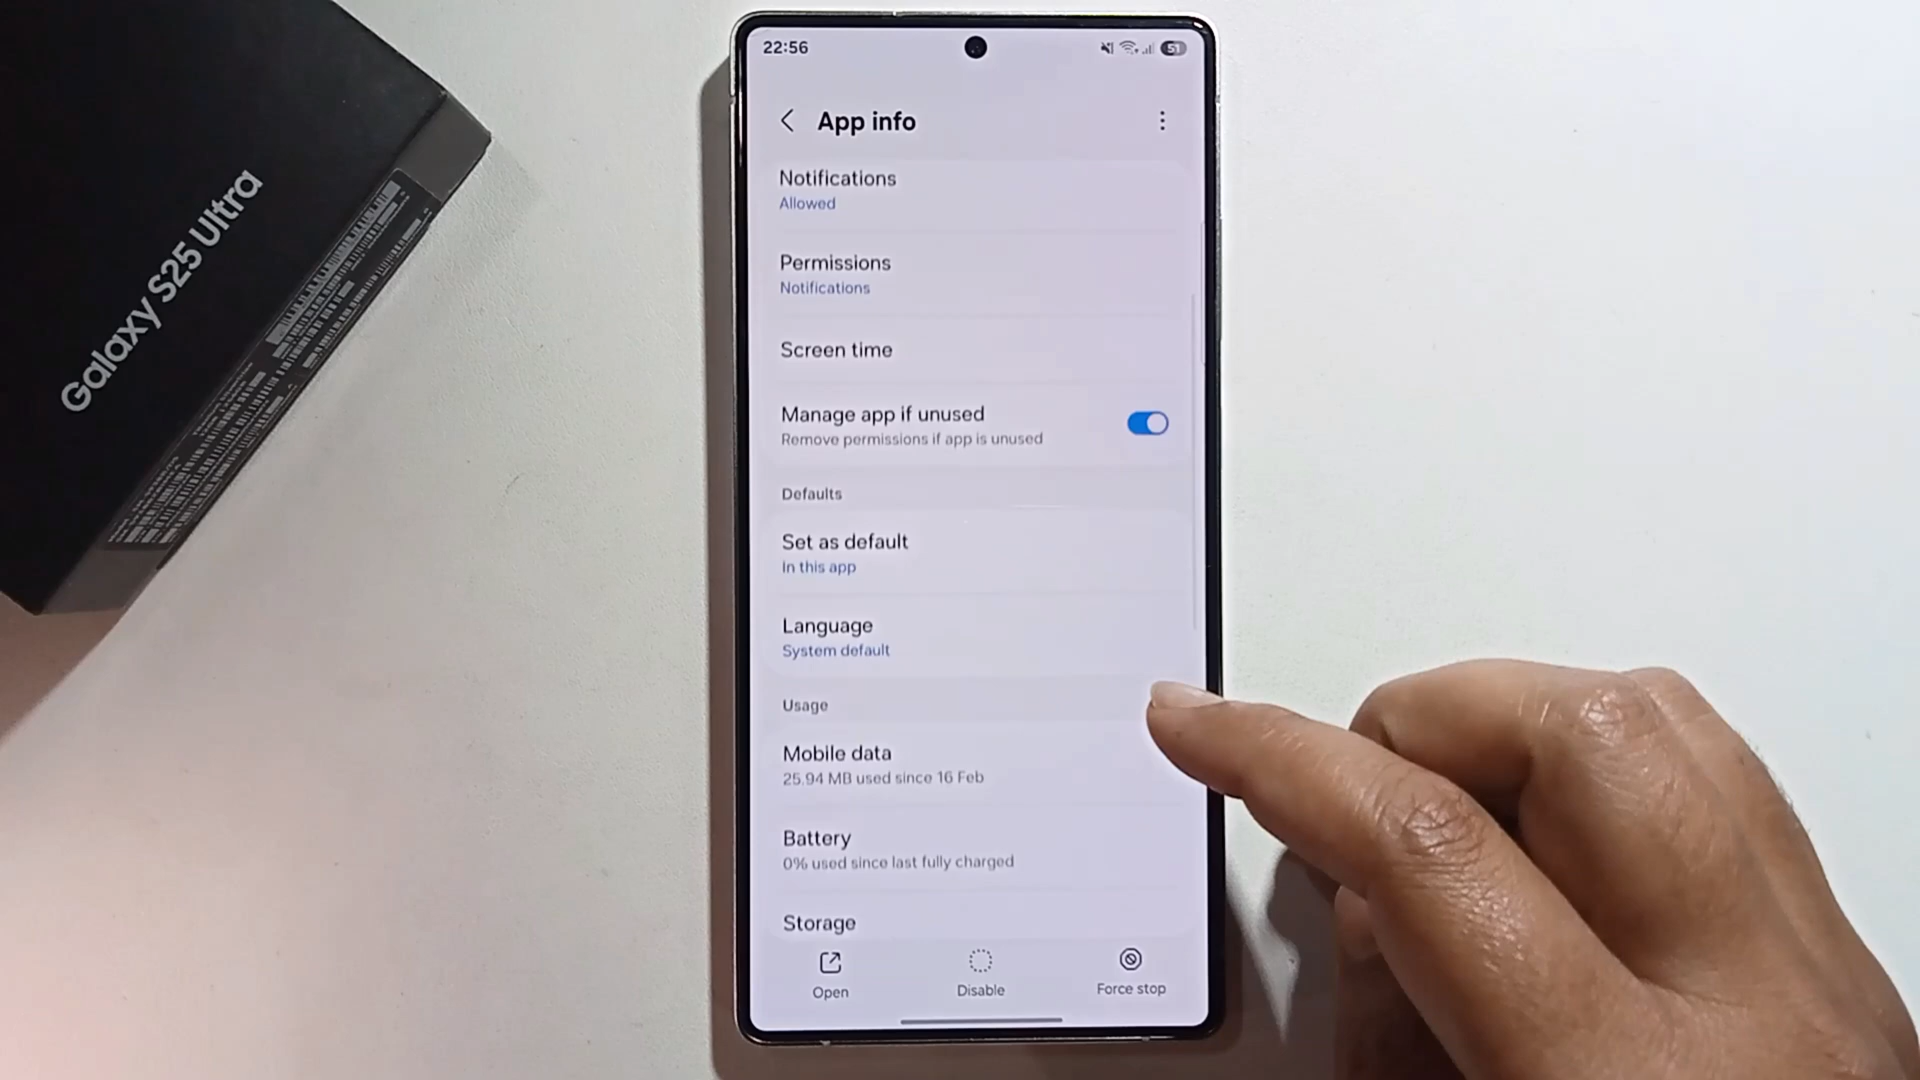 Galaxy S25 Ultra
22:56
51
App info
Notifications
Allowed
Permissions
Notifications
Screen time
Manage app if unused
Remove permissions if app is unused
Defaults
Set as default
In this app
Language
System default
Usage
Mobile data
25.94 MB used since 16 Feb
Battery
0% used since last fully charged
Storage
Open
Disable
Force stop